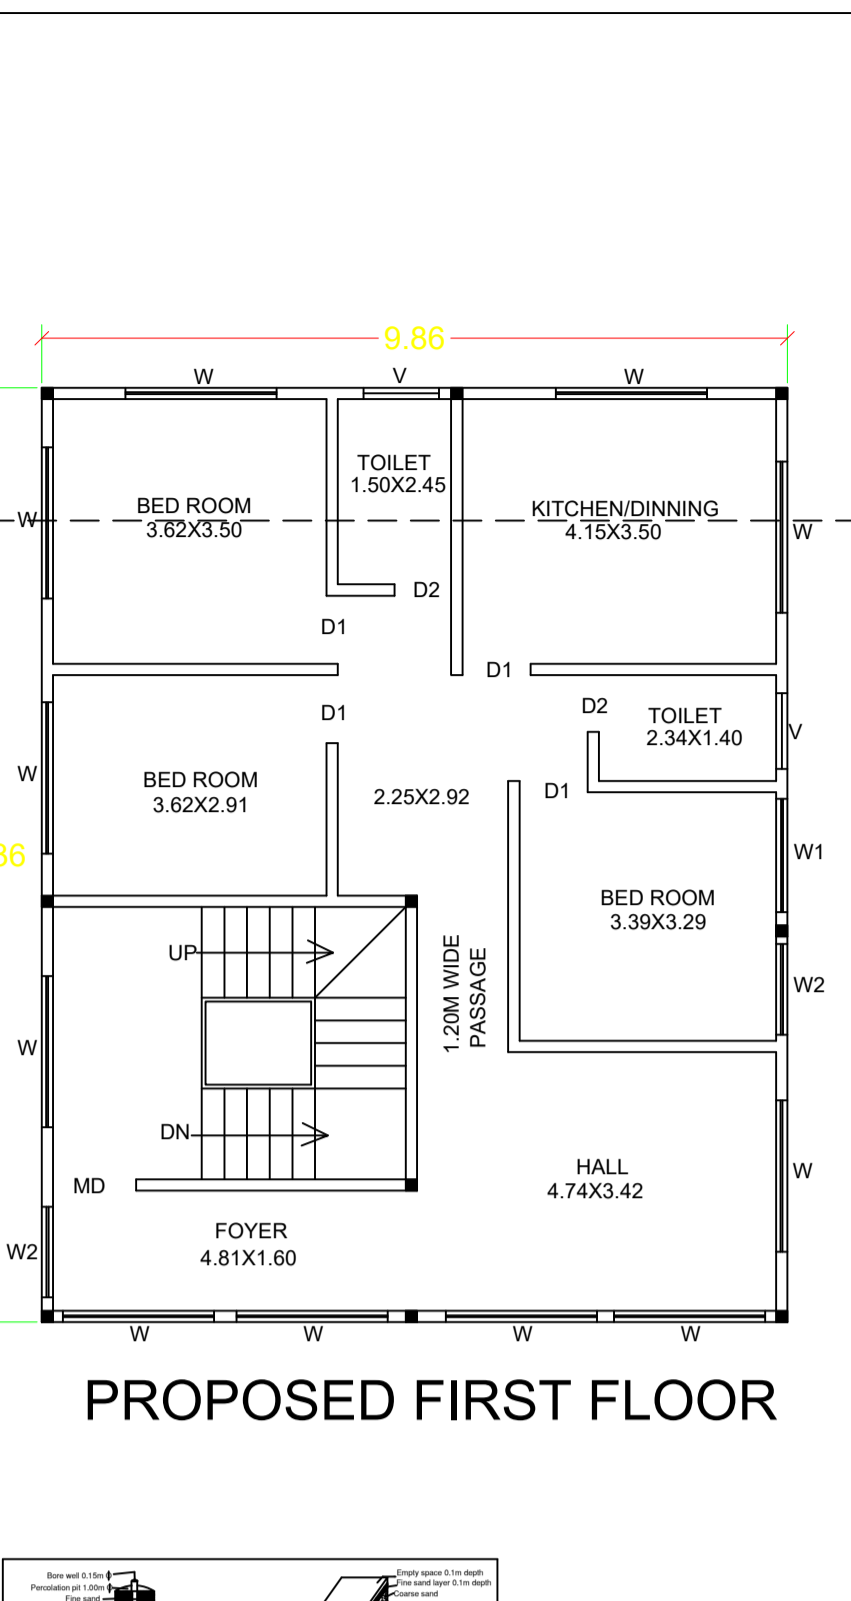 9.86
W
V
W
TOILET
1.50X2.45
BED ROOM
3.62X3.50
KITCHEN/DINNING
4.15X3.50
W
W
D2
D1
D1
D1
D2
TOILET
2.34X1.40
V
W
BED ROOM
3.62X2.91
2.25X2.92
D1
W1
BED ROOM
3.39X3.29
UP
1.20M WIDE
PASSAGE
W2
W
DN
HALL
4.74X3.42
W
MD
FOYER
4.81X1.60
W2
W
W
W
W
PROPOSED FIRST FLOOR
Bore well 0.15m ϕ
Percolation pit 1.00m ϕ
Fine sand
Empty space 0.1m depth
Fine sand layer 0.1m depth
Coarse sand